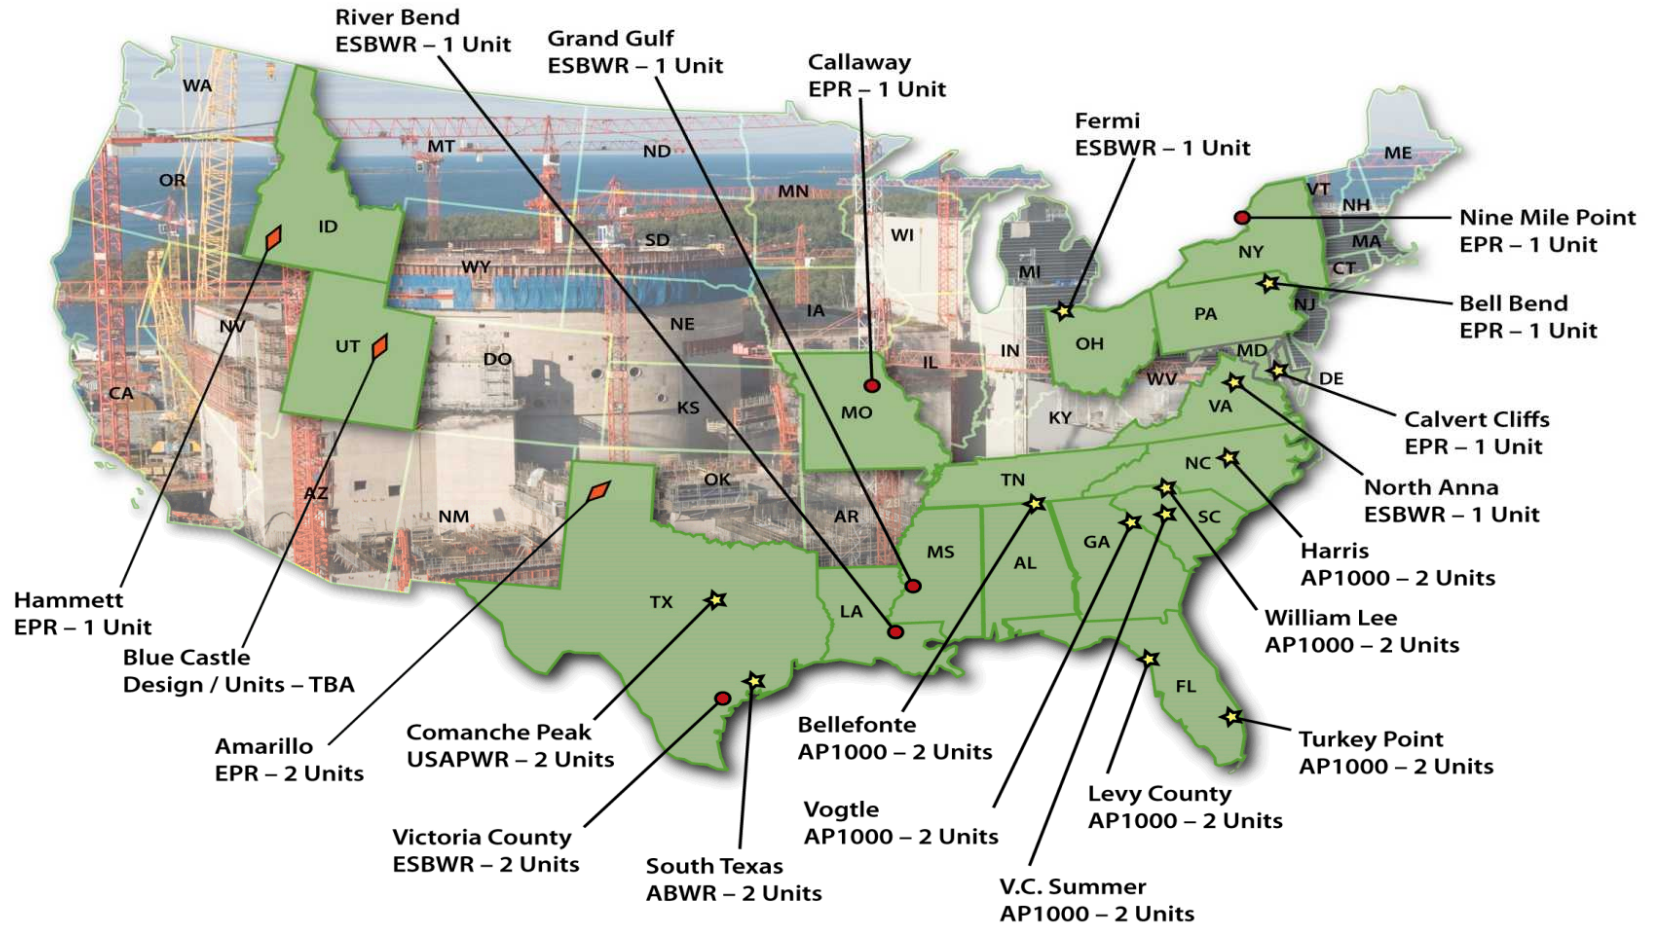 River Bend
ESBWR – 1 Unit
Grand Gulf
ESBWR – 1 Unit
Callaway
EPR – 1 Unit
Fermi
ESBWR – 1 Unit
Nine Mile Point
EPR – 1 Unit
Bell Bend
EPR – 1 Unit
Calvert Cliffs
EPR – 1 Unit
North Anna
ESBWR – 1 Unit
Harris
AP1000 – 2 Units
William Lee
AP1000 – 2 Units
Turkey Point
AP1000 – 2 Units
Levy County
AP1000 – 2 Units
V.C. Summer
AP1000 – 2 Units
Vogtle
AP1000 – 2 Units
Bellefonte
AP1000 – 2 Units
South Texas
ABWR – 2 Units
Victoria County
ESBWR – 2 Units
Comanche Peak
USAPWR – 2 Units
Amarillo
EPR – 2 Units
Blue Castle
Design / Units – TBA
Hammett
EPR – 1 Unit
WA
OR
CA
NV
ID
UT
AZ
MT
WY
DO
NM
ND
SD
NE
KS
OK
TX
MN
IA
MO
AR
LA
WI
IL
MI
IN
OH
KY
TN
MS
AL
GA
FL
SC
NC
VA
WV
MD
DE
PA
NJ
NY
CT
MA
VT
NH
ME